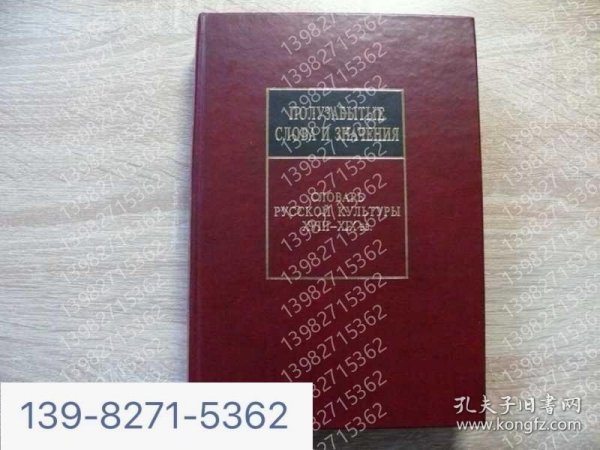 ПОЛУЗАБЫТЫЕ
СЛОВА И ЗНАЧЕНИЯ
СЛОВАРЬ
РУССКОЙ КУЛЬТУРЫ
XVIII–XIX вв.
13982715362
139-8271-5362
孔夫子旧书网
www.kongfz.com